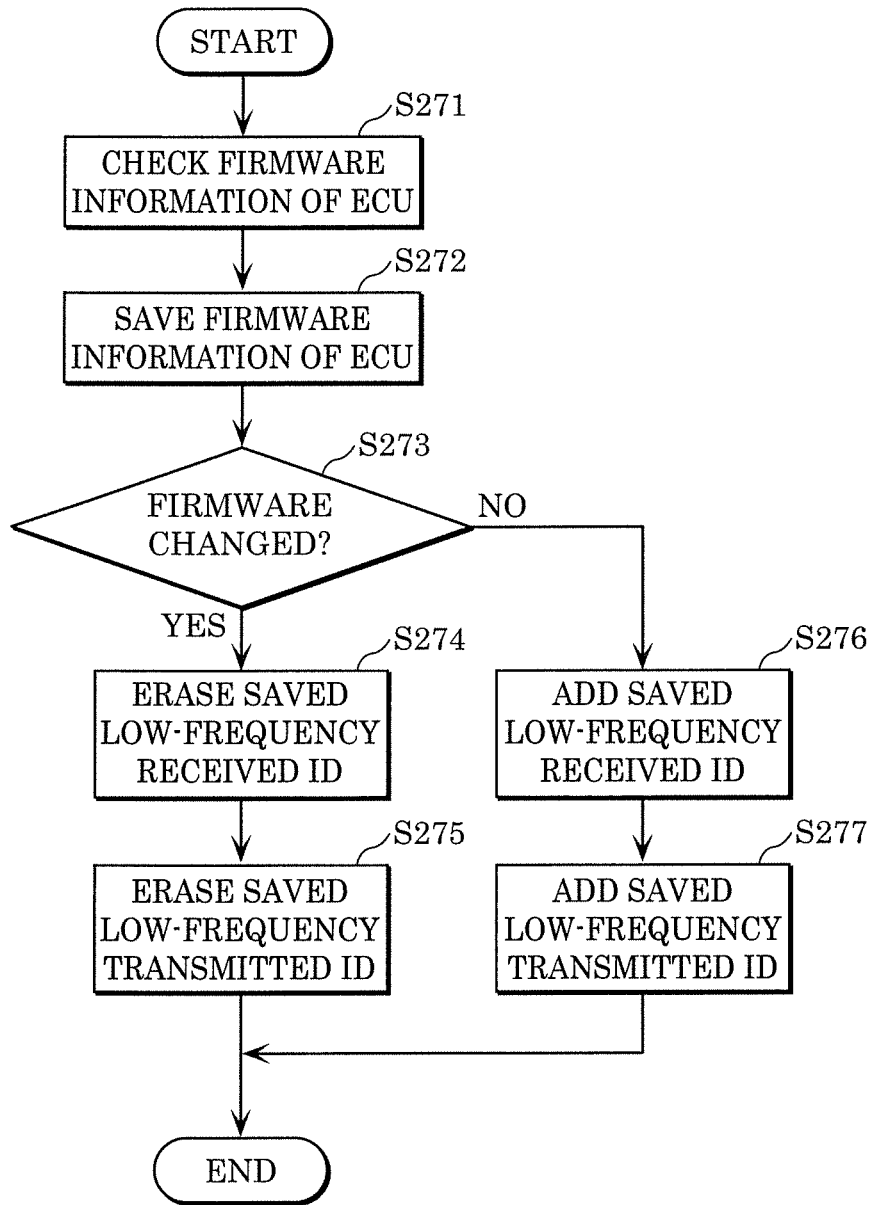 START
S271
CHECK FIRMWARE
INFORMATION OF ECU
S272
SAVE FIRMWARE
INFORMATION OF ECU
S273
FIRMWARE
CHANGED?
NO
YES
S274
ERASE SAVED
LOW-FREQUENCY
RECEIVED ID
S276
ADD SAVED
LOW-FREQUENCY
RECEIVED ID
S275
ERASE SAVED
LOW-FREQUENCY
TRANSMITTED ID
S277
ADD SAVED
LOW-FREQUENCY
TRANSMITTED ID
END